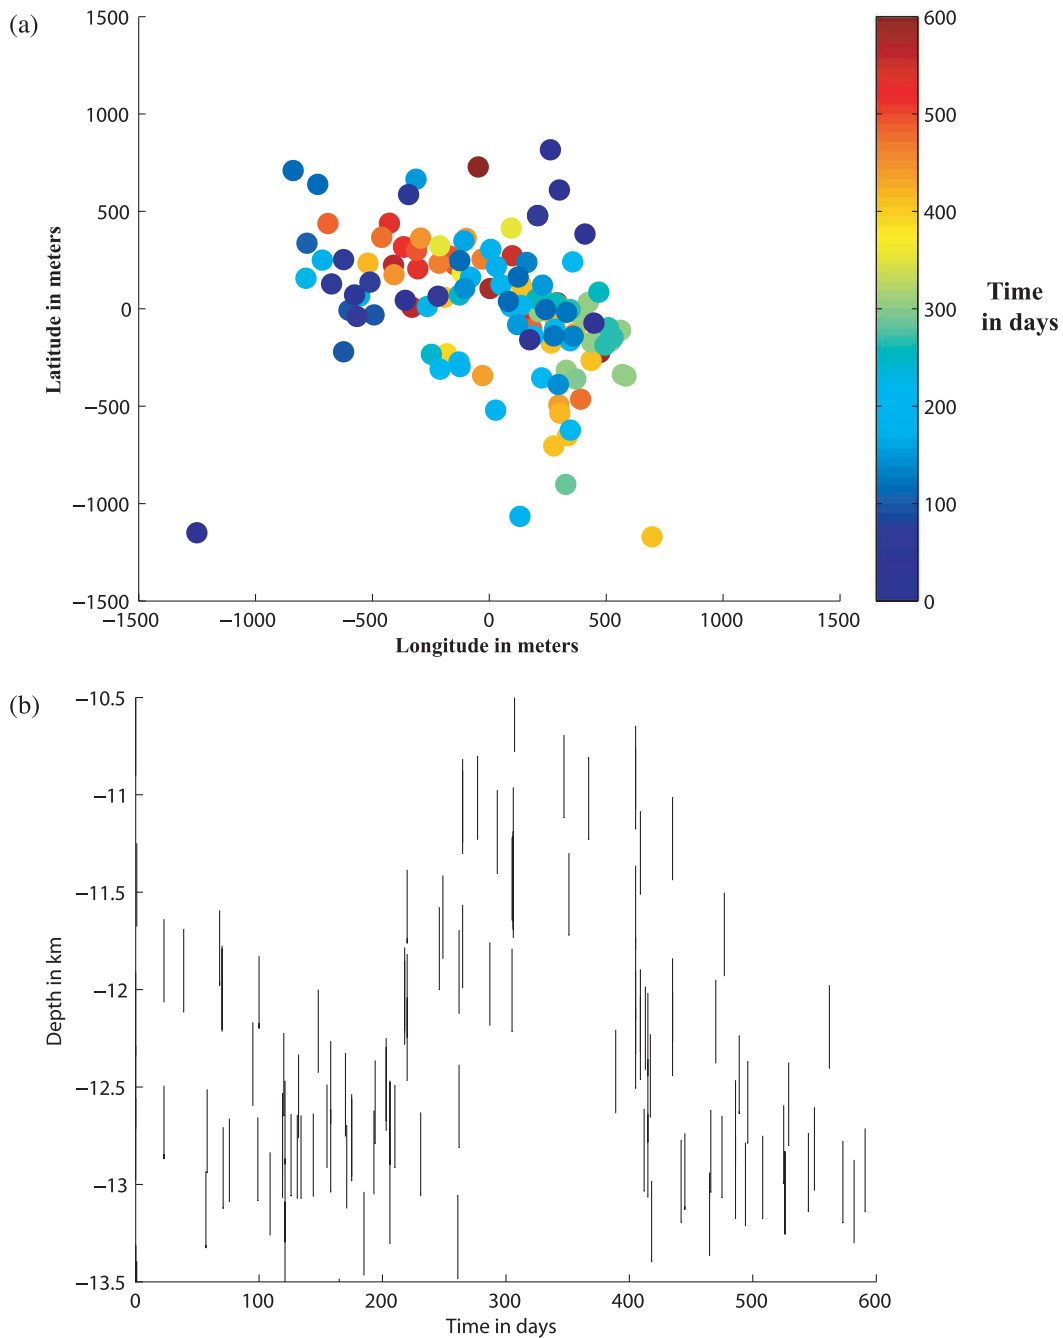 (a)
1500
1000
500
0
−500
−1000
−1500
Latitude in meters
−1500 −1000 −500 0 500 1000 1500
Longitude in meters
600
500
400
300
200
100
0
Time
in days
(b)
−10.5
−11
−11.5
−12
−12.5
−13
−13.5
Depth in km
0 100 200 300 400 500 600
Time in days